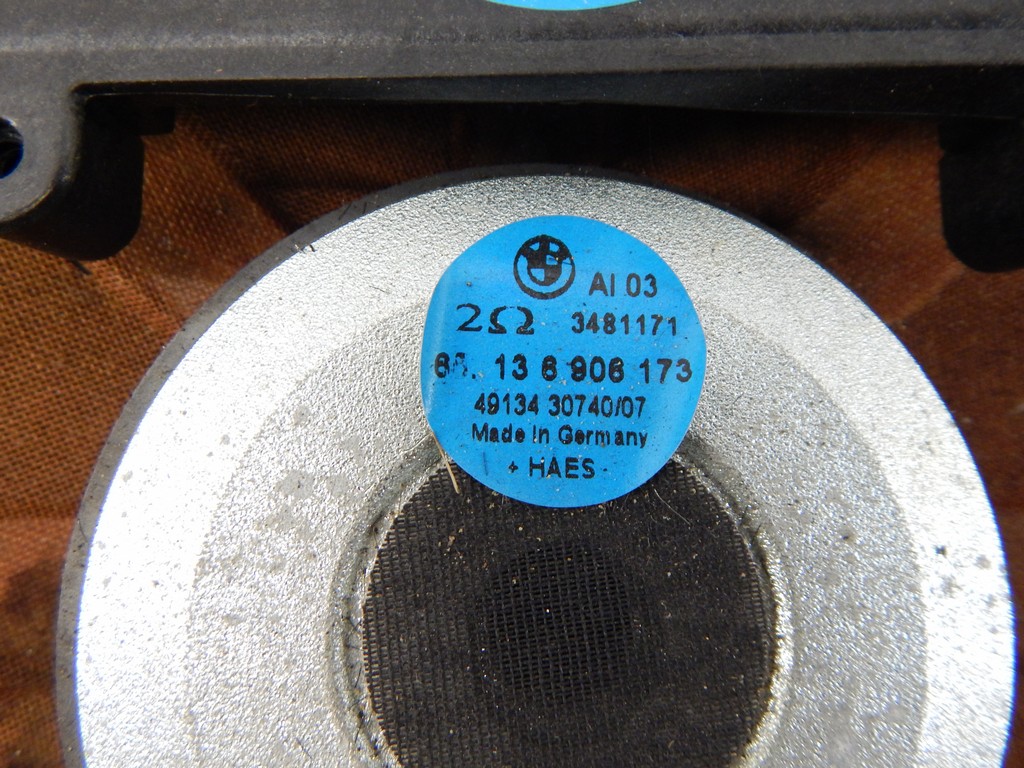 AI 03
2Ω 3481171
13 6 906 173
49134 30740/07
Made in Germany
+ HAES -